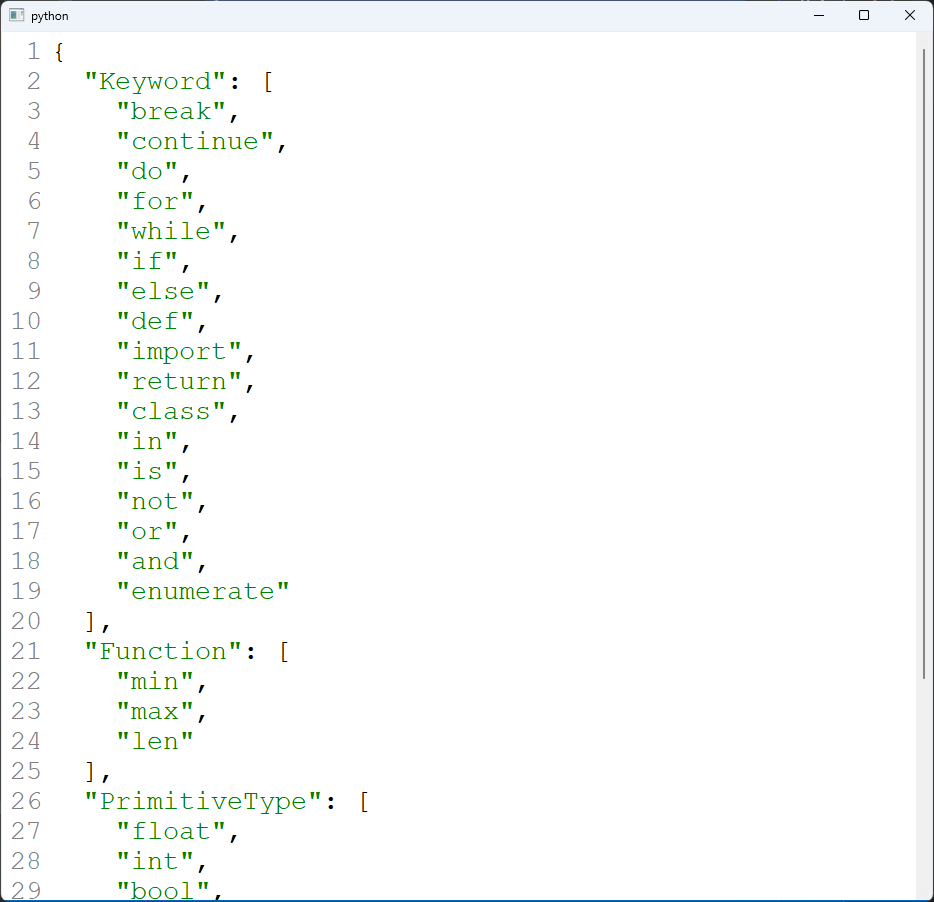 python
1 {
2   "Keyword": [
3     "break",
4     "continue",
5     "do",
6     "for",
7     "while",
8     "if",
9     "else",
10     "def",
11     "import",
12     "return",
13     "class",
14     "in",
15     "is",
16     "not",
17     "or",
18     "and",
19     "enumerate"
20   ],
21   "Function": [
22     "min",
23     "max",
24     "len"
25   ],
26   "PrimitiveType": [
27     "float",
28     "int",
29     "bool",